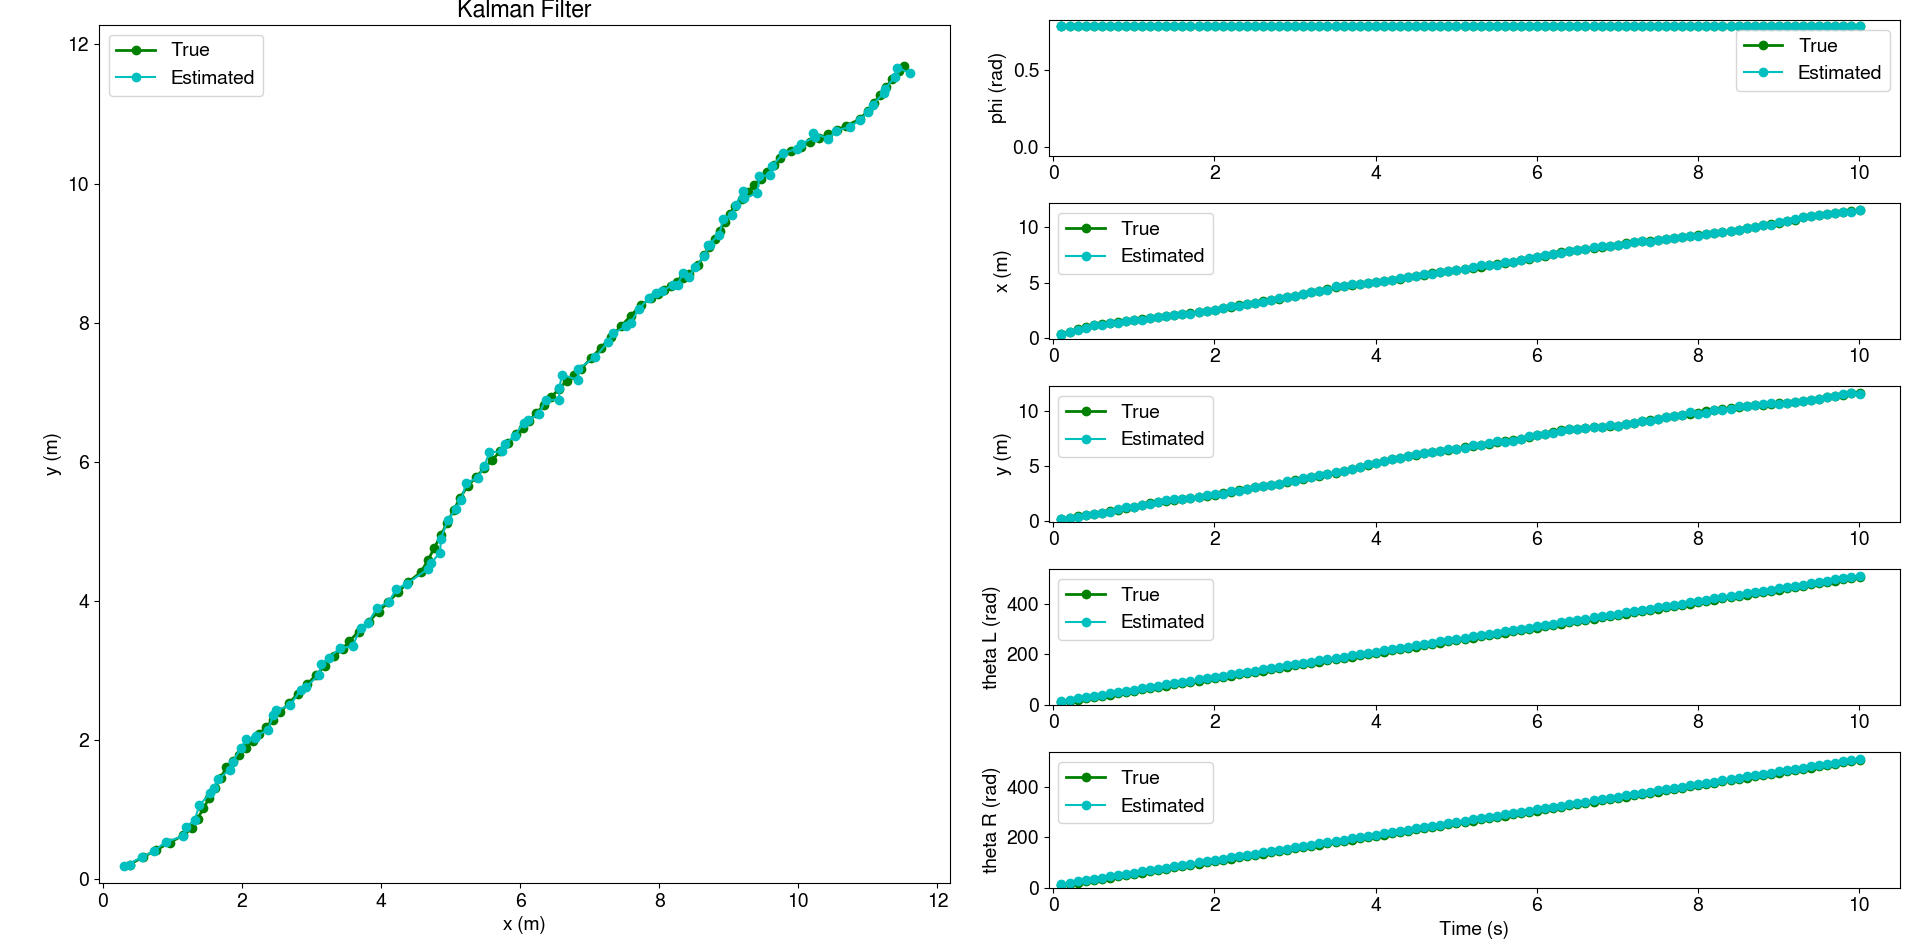 Kalman Filter
12
10
8
6
4
2
0
y (m)
True
Estimated
0 2 4 6 8 10 12
x (m)
0.5
0.0
phi (rad)
True
Estimated
0 2 4 6 8 10
10
5
0
x (m)
True
Estimated
0 2 4 6 8 10
10
5
0
y (m)
True
Estimated
0 2 4 6 8 10
400
200
0
theta L (rad)
True
Estimated
0 2 4 6 8 10
400
200
0
theta R (rad)
True
Estimated
0 2 4 6 8 10
Time (s)